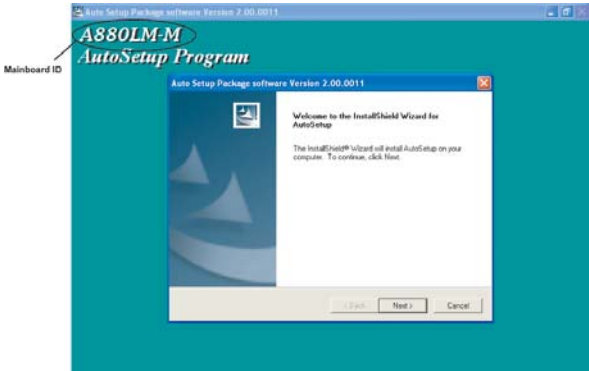 Auto Setup Package software Version 2.00.0011
A880LM-M
AutoSetup Program
Mainboard ID
Auto Setup Package software Version 2.00.0011
Welcome to the InstallShield Wizard for
AutoSetup
The InstallShield® Wizard will install AutoSetup on your
computer. To continue, click Next.
< Back
Next >
Cancel